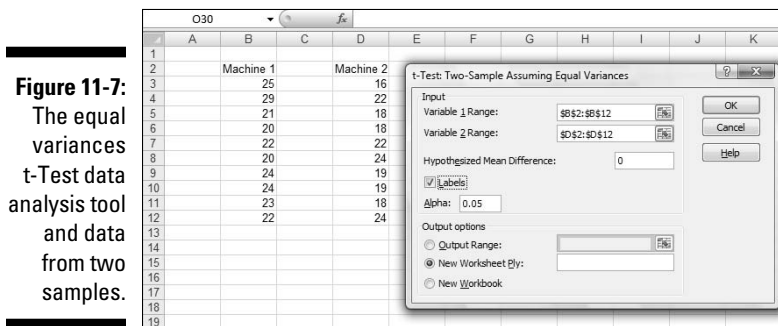 Figure 11-7:
The equal
variances
t-Test data
analysis tool
and data
from two
samples.
O30 fx
A B C D E F G H I J K
1
2 Machine 1 Machine 2
3 25 16
4 29 22
5 21 18
6 20 18
7 22 22
8 20 24
9 24 19
10 24 19
11 23 18
12 22 24
13
14
15
16
17
18
19
t-Test: Two-Sample Assuming Equal Variances
Input
Variable 1 Range: $B$2:$B$12
Variable 2 Range: $D$2:$D$12
Hypothesized Mean Difference: 0
Labels
Alpha: 0.05
Output options
Output Range:
New Worksheet Ply:
New Workbook
?
X
OK
Cancel
Help